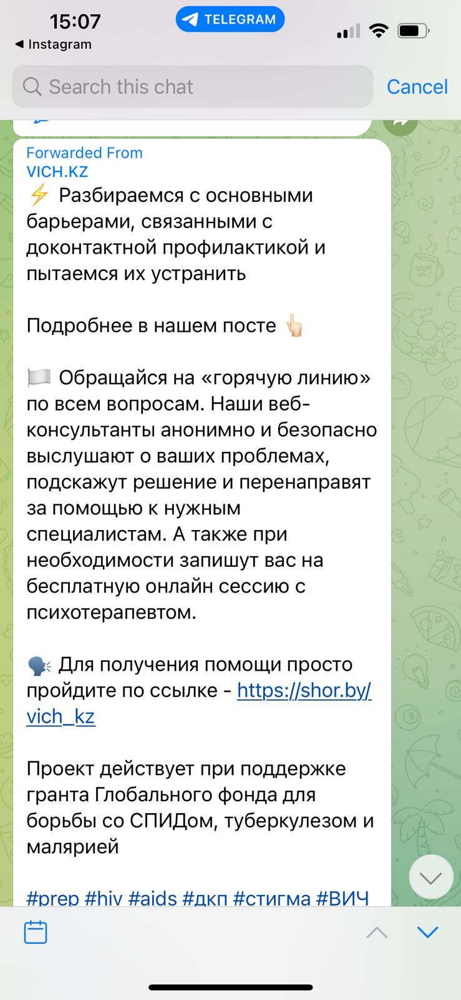 15:07
TELEGRAM
◀ Instagram
Search this chat
Cancel
Forwarded From
VICH.KZ
⚡ Разбираемся с основными
барьерами, связанными с
доконтактной профилактикой и
пытаемся их устранить
Подробнее в нашем посте 👆🏻
🏳 Обращайся на «горячую линию»
по всем вопросам. Наши веб-
консультанты анонимно и безопасно
выслушают о ваших проблемах,
подскажут решение и перенаправят
за помощью к нужным
специалистам. А также при
необходимости запишут вас на
бесплатную онлайн сессию с
психотерапевтом.
🗣 Для получения помощи просто
пройдите по ссылке - https://shor.by/
vich_kz
Проект действует при поддержке
гранта Глобального фонда для
борьбы со СПИДом, туберкулезом и
малярией
#prep #hiv #aids #дкп #стигма #ВИЧ